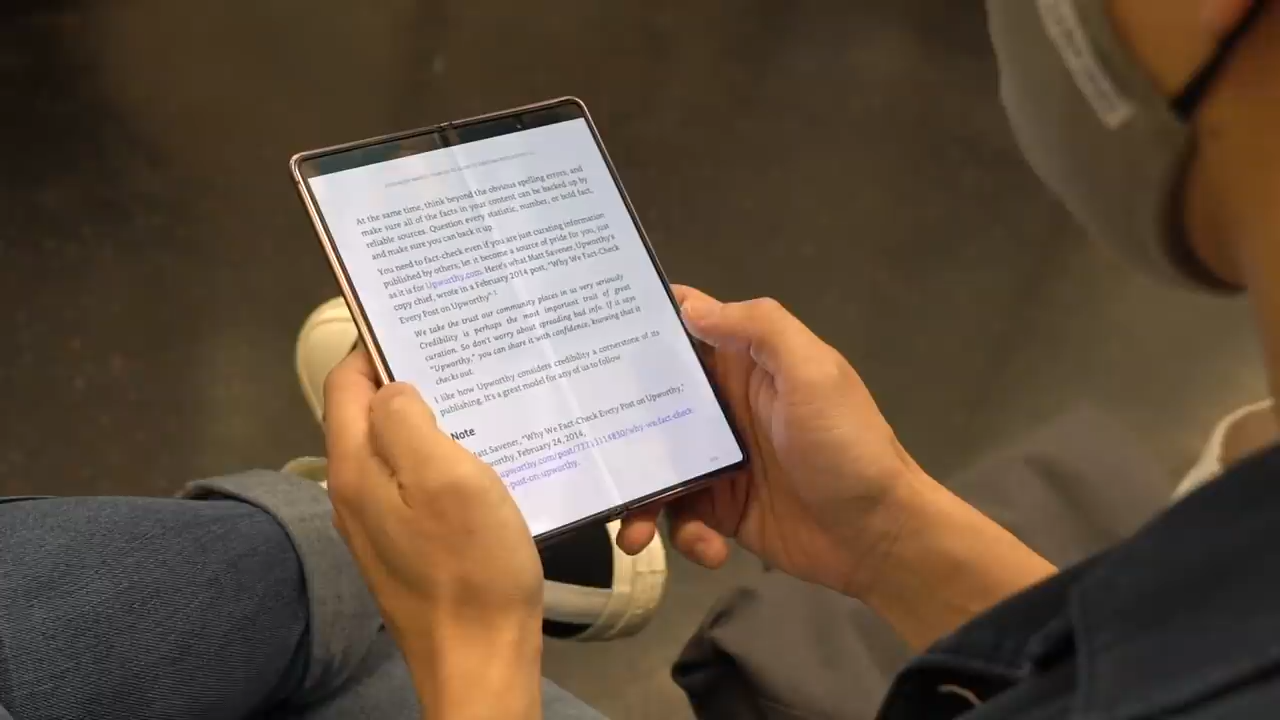 At the same time, think beyond the obvious spelling errors, and
make sure all of the facts in your content can be backed up by
reliable sources. Question every statistic, number, or bold fact,
and make sure you can back it up.
You need to fact-check even if you are just curating information
published by others; let it become a source of pride for you, just
as it is for Upworthy.com. Here's what Matt Savener, Upworthy's
copy chief, wrote in a February 2014 post, "Why We Fact-Check
Every Post on Upworthy":
We take the trust our community places in us very seriously
Credibility is perhaps the most important trait of great
curation. So don't worry about spreading bad info. If it says
"Upworthy," you can share it with confidence, knowing that it
checks out.
I like how Upworthy considers credibility a cornerstone of its
publishing. It's a great model for any of us to follow
Note
Matt Savener, "Why We Fact-Check Every Post on Upworthy,"
worthy, February 24, 2014,
upworthy.com/post/77713114830/why-we-fact-check
-post-on-upworthy.